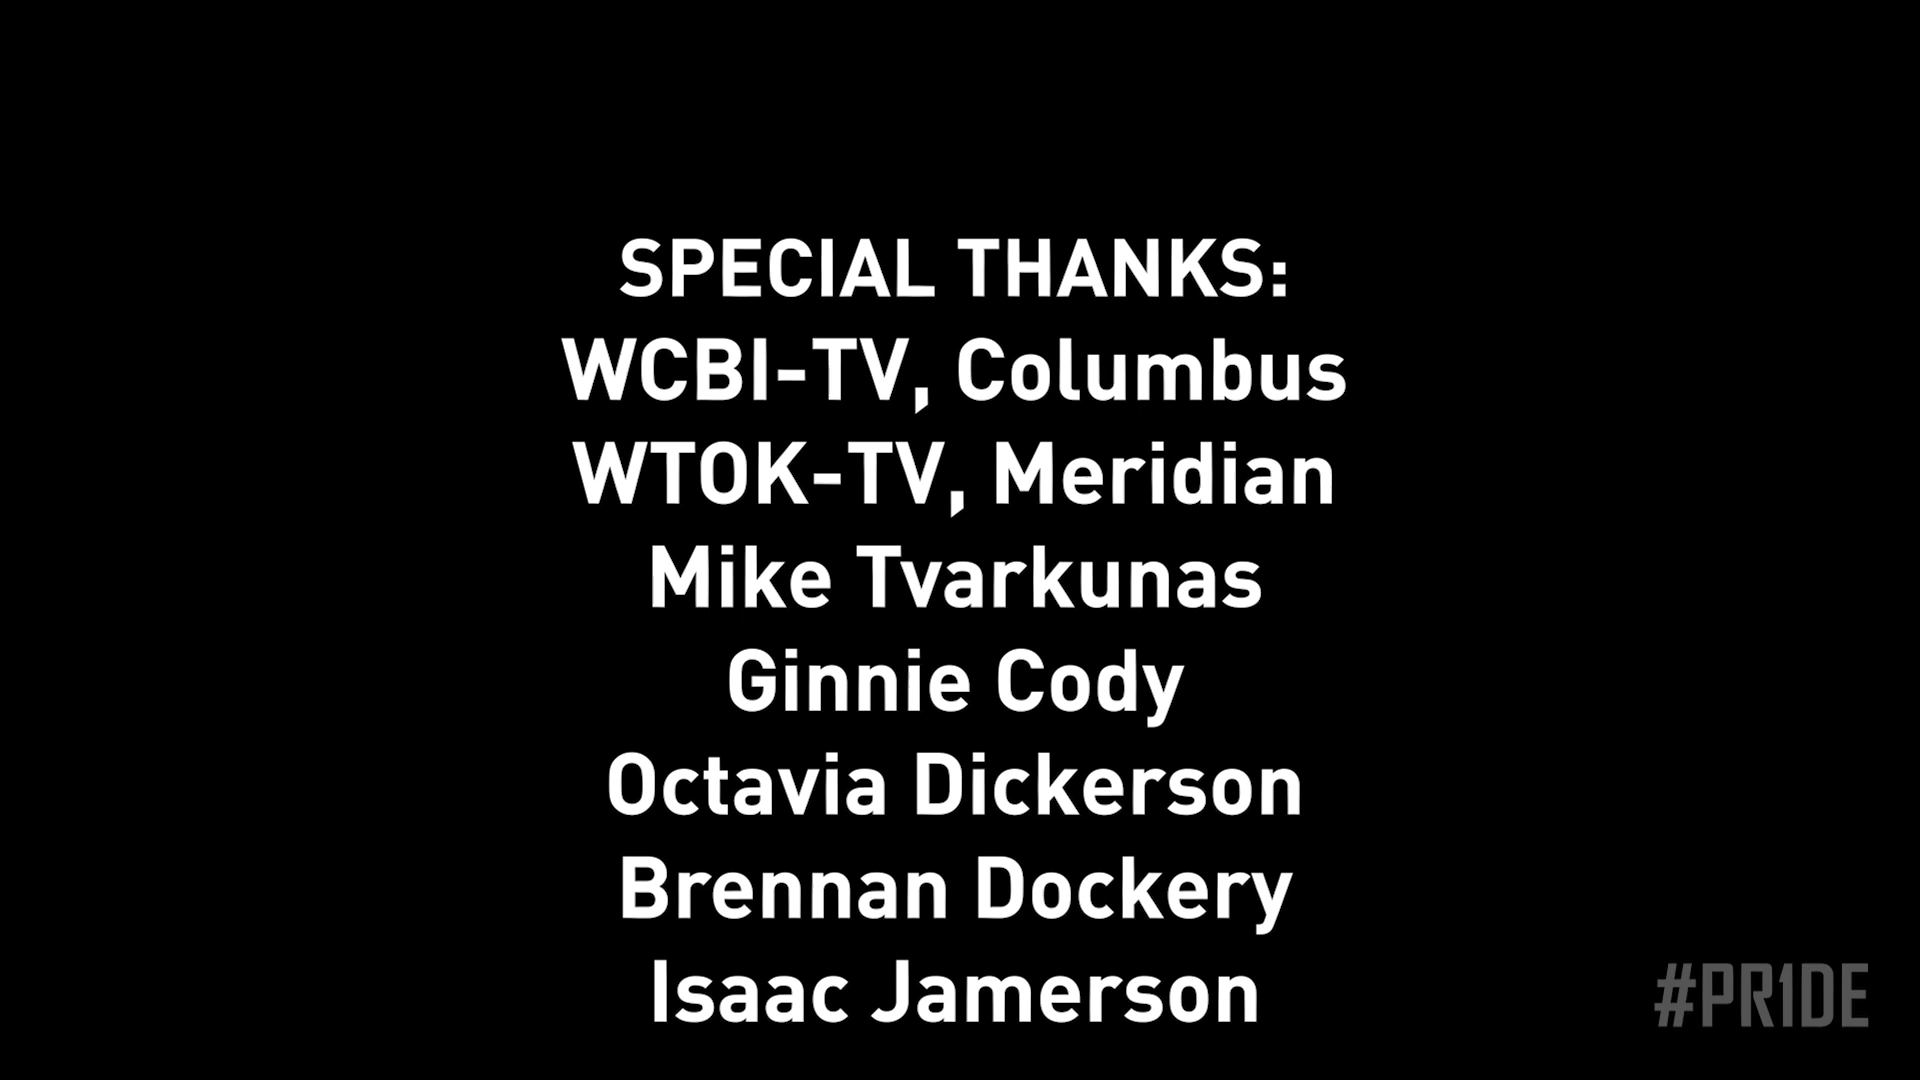 SPECIAL THANKS:
WCBI-TV, Columbus
WTOK-TV, Meridian
Mike Tvarkunas
Ginnie Cody
Octavia Dickerson
Brennan Dockery
Isaac Jamerson
#PR1DE